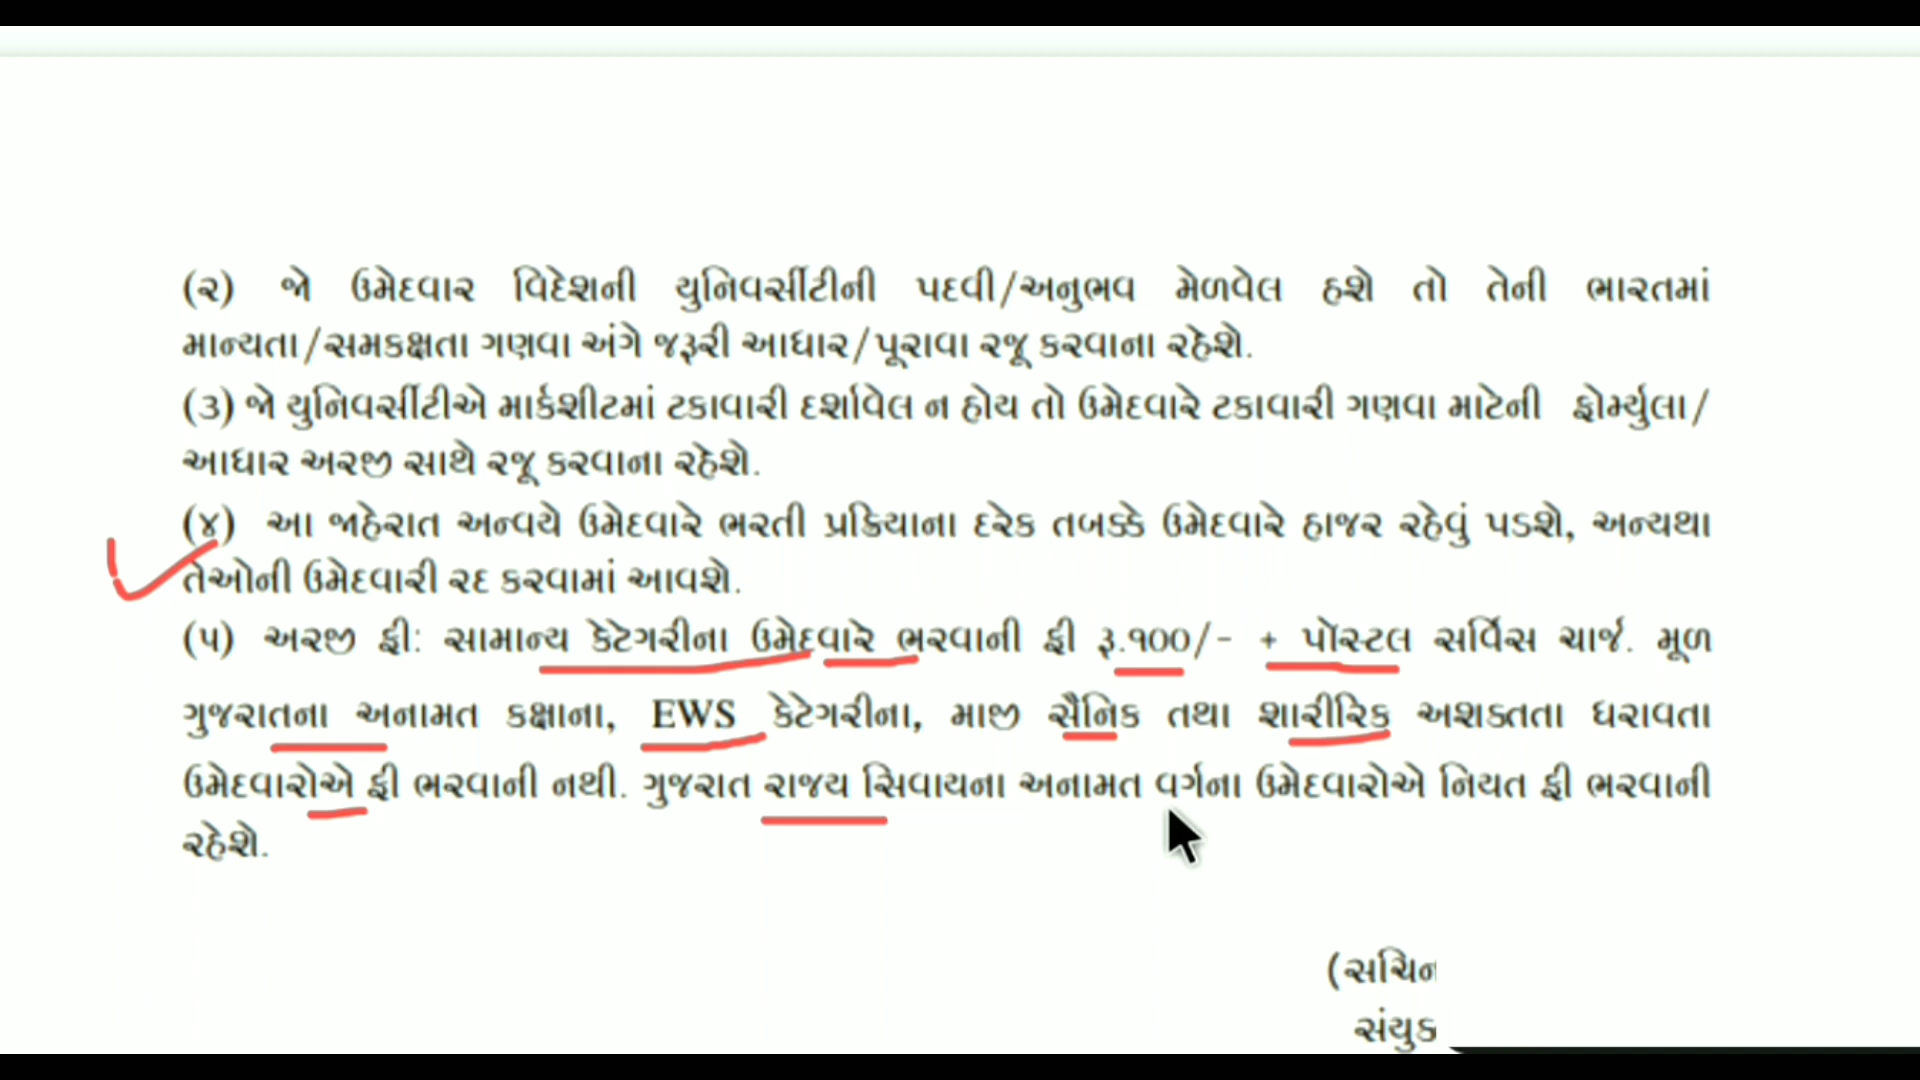 (૨) જો ઉમેદવાર વિદેશની યુનિવર્સીટીની પદવી/અનુભવ મેળવેલ હશે તો તેની ભારતમાં
માન્યતા/સમકક્ષતા ગણવા અંગે જરૂરી આધાર/પૂરાવા રજૂ કરવાના રહેશે.
(૩) જો યુનિવર્સીટીએ માર્કશીટમાં ટકાવારી દર્શાવેલ ન હોય તો ઉમેદવારે ટકાવારી ગણવા માટેની ફોર્મ્યુલા/
આધાર અરજી સાથે રજૂ કરવાના રહેશે.
(૪) આ જાહેરાત અન્વયે ઉમેદવારે ભરતી પ્રક્રિયાના દરેક તબક્કે ઉમેદવારે હાજર રહેવું પડશે, અન્યથા
તેઓની ઉમેદવારી રદ કરવામાં આવશે.
(૫) અરજી ફી: સામાન્ય કેટેગરીના ઉમેદવારે ભરવાની ફી રૂ.૧૦૦/- + પૉસ્ટલ સર્વિસ ચાર્જ. મૂળ
ગુજરાતના અનામત કક્ષાના, EWS કેટેગરીના, માજી સૈનિક તથા શારીરિક અશક્તતા ધરાવતા
ઉમેદવારોએ ફી ભરવાની નથી. ગુજરાત રાજય સિવાયના અનામત વર્ગના ઉમેદવારોએ નિયત ફી ભરવાની
રહેશે.
(સચિન
સંયુક